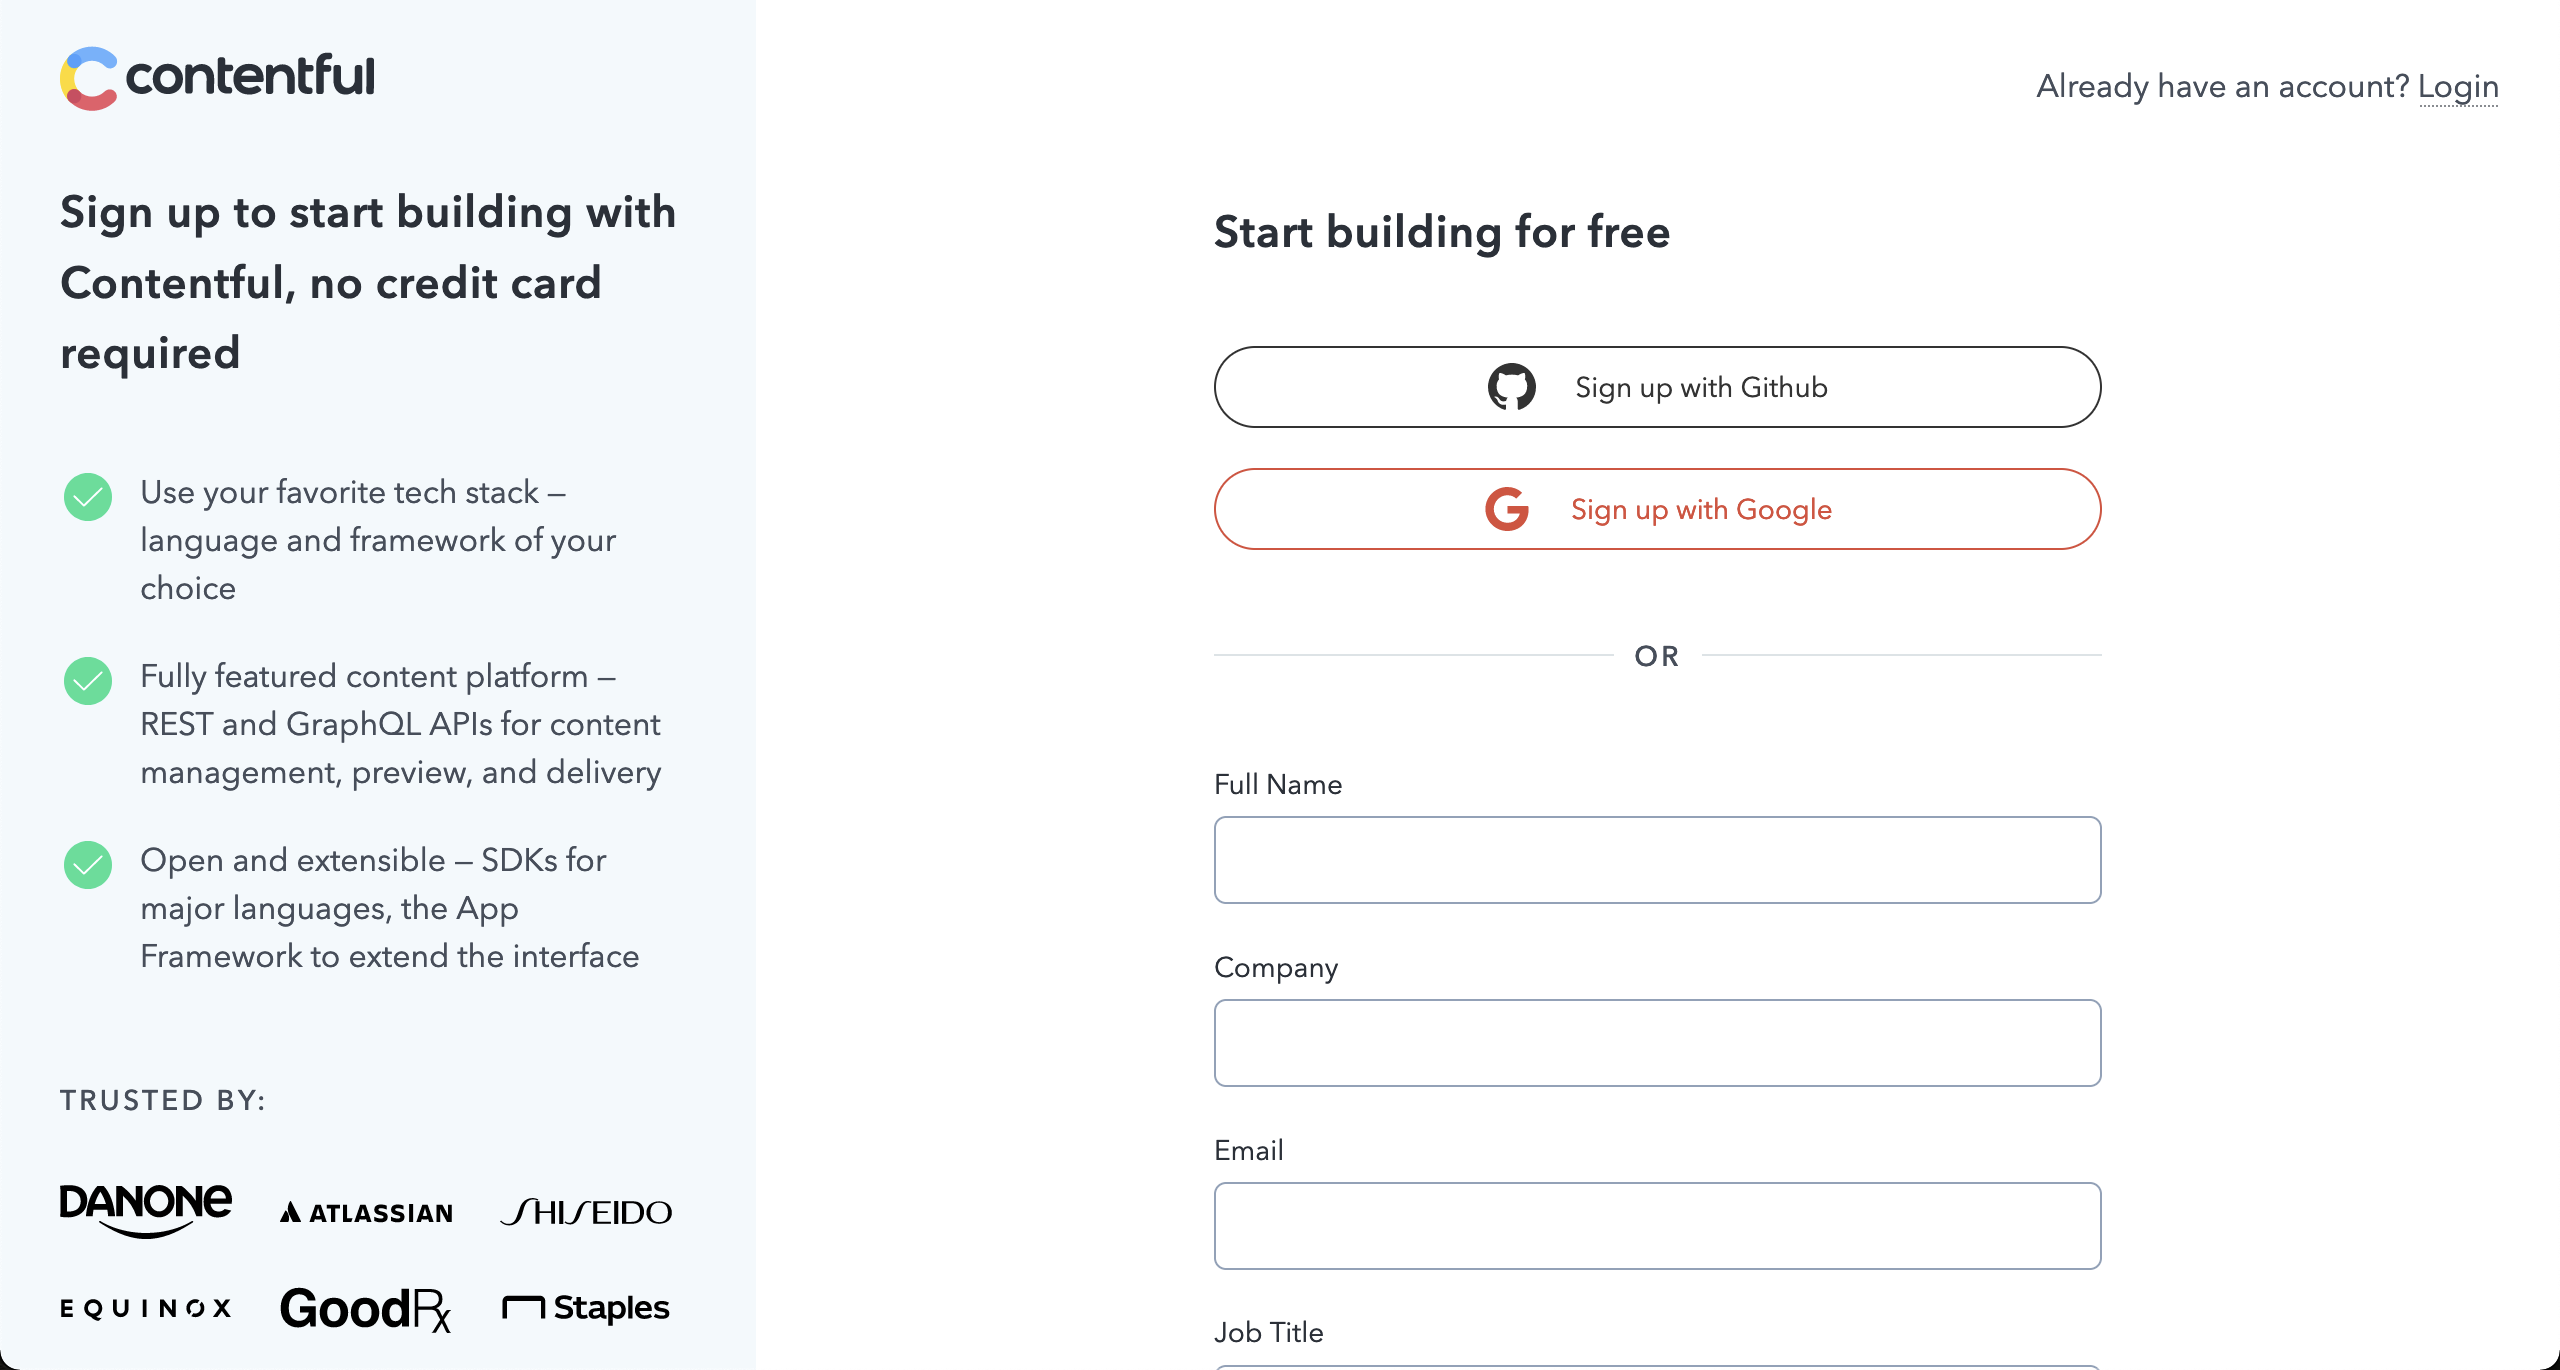 contentful
Already have an account? Login
Sign up to start building with
Contentful, no credit card
required
Use your favorite tech stack –
language and framework of your
choice
Fully featured content platform –
REST and GraphQL APIs for content
management, preview, and delivery
Open and extensible – SDKs for
major languages, the App
Framework to extend the interface
TRUSTED BY:
DANONE
ATLASSIAN
SHISEIDO
EQUINOX
GoodRx
Staples
Start building for free
Sign up with Github
Sign up with Google
OR
Full Name
Company
Email
Job Title